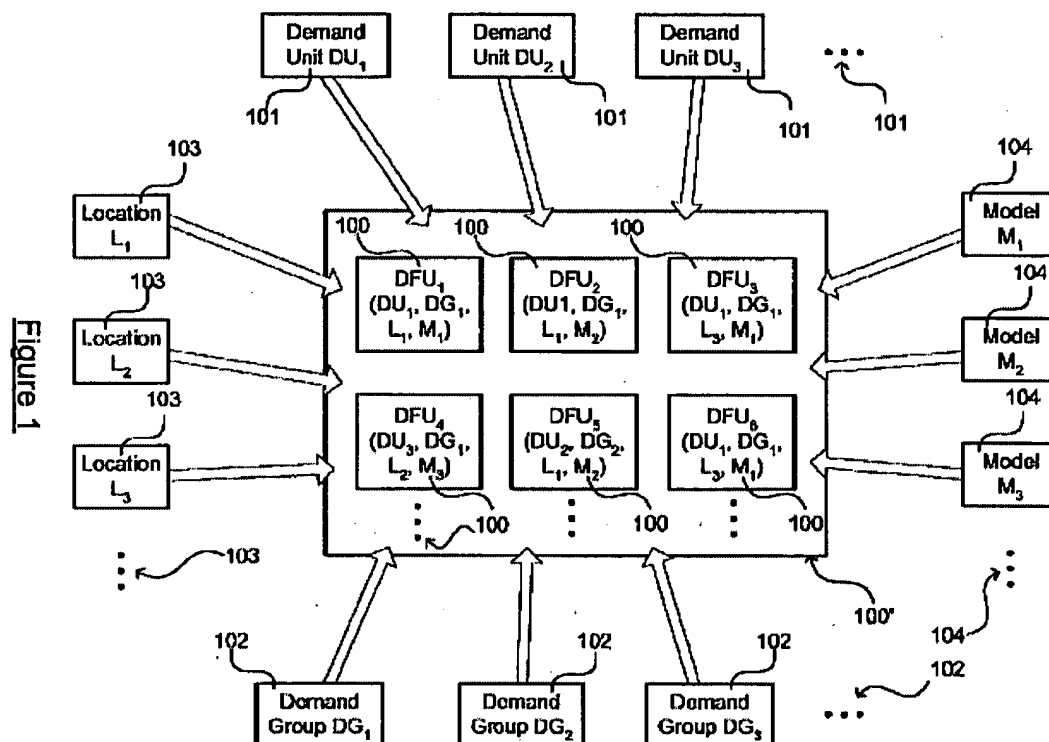 Demand
Unit DU₁
Demand
Unit DU₂
Demand
Unit DU₃
101
101
101
101
103
Location
L₁
103
Location
L₂
103
Location
L₃
103
104
Model
M₁
104
Model
M₂
104
Model
M₃
104
100
DFU₁
(DU₁, DG₁,
L₁, M₁)
100
DFU₂
(DU1, DG₁,
L₁, M₂)
100
DFU₃
(DU₁, DG₁,
L₃, M₁)
DFU₄
(DU₃, DG₁,
L₂, M₃)
100
DFU₅
(DU₂, DG₂,
L₁, M₂)
100
DFU₆
(DU₁, DG₁,
L₃, M₁)
100
100"
102
Demand
Group DG₁
102
Demand
Group DG₂
102
Demand
Group DG₃
102
Figure 1